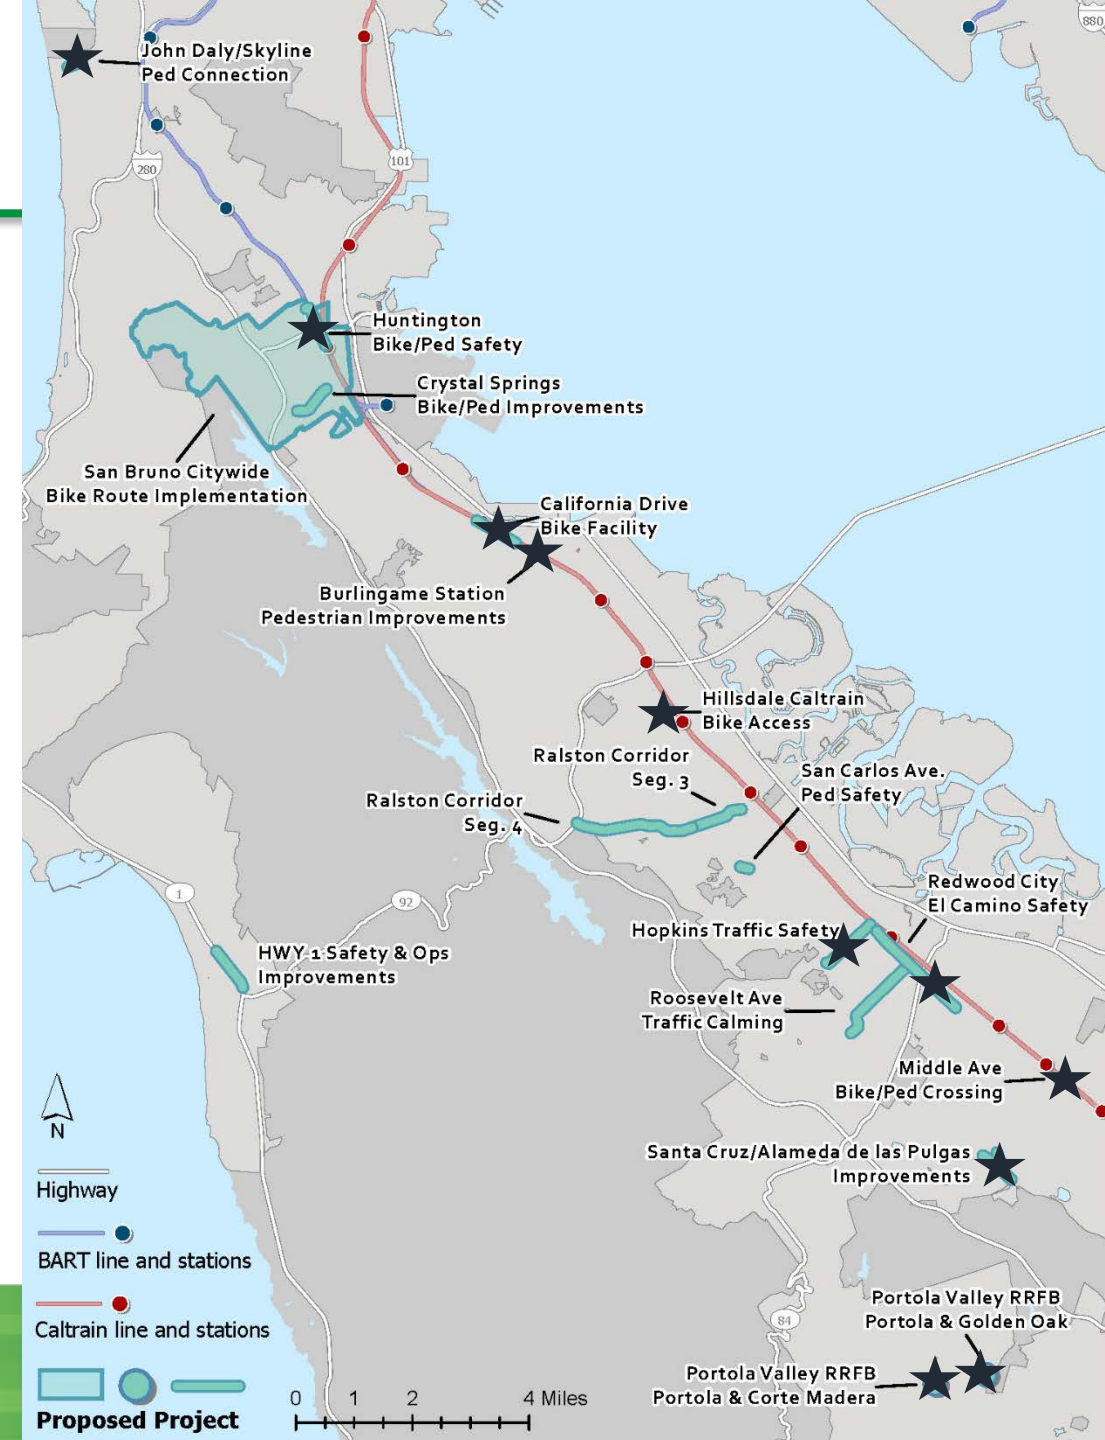 880
John Daly/Skyline
Ped Connection
101
280
Huntington
Bike/Ped Safety
Crystal Springs
Bike/Ped Improvements
San Bruno Citywide
Bike Route Implementation
California Drive
Bike Facility
Burlingame Station
Pedestrian Improvements
Hillsdale Caltrain
Bike Access
Ralston Corridor
Seg. 3
San Carlos Ave.
Ped Safety
Ralston Corridor
Seg. 4
1
92
Redwood City
El Camino Safety
Hopkins Traffic Safety
HWY 1 Safety & Ops
Improvements
Roosevelt Ave
Traffic Calming
Middle Ave
Bike/Ped Crossing
N
Santa Cruz/Alameda de las Pulgas
Improvements
Highway
BART line and stations
Caltrain line and stations
Proposed Project
0 1 2 4 Miles
84
Portola Valley RRFB
Portola & Golden Oak
Portola Valley RRFB
Portola & Corte Madera